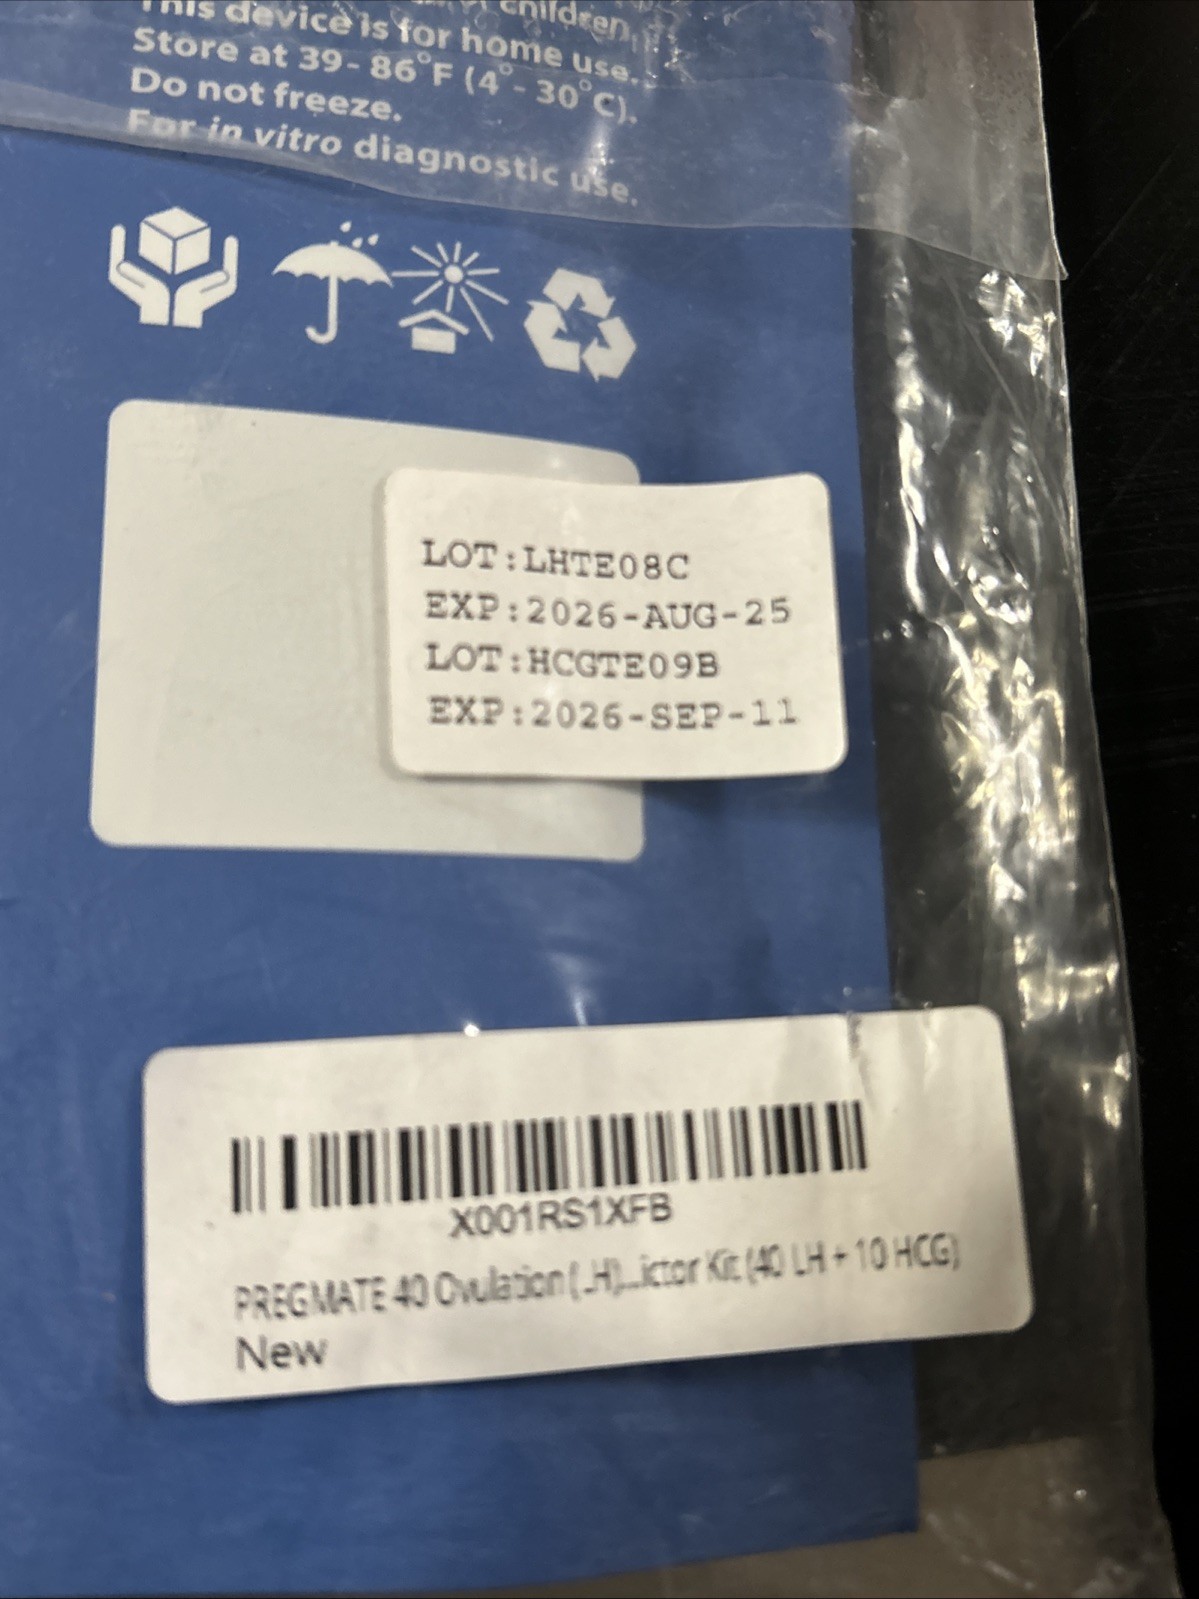 children.
This device is for home use.
Store at 39 - 86°F (4° - 30°C).
Do not freeze.
For in vitro diagnostic use.
LOT:LHTE08C
EXP:2026-AUG-25
LOT:HCGTE09B
EXP:2026-SEP-11
X001RS1XFB
PREGMATE 40 Ovulation (LH)...ictor Kit (40 LH + 10 HCG)
New